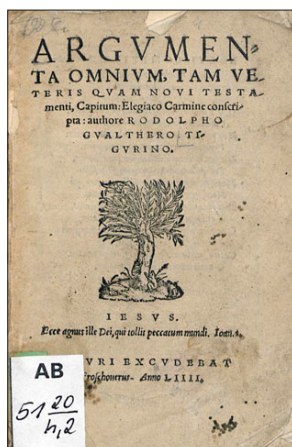 ARGVMEN-
TA OMNIVM, TAM VE-
TERIS QVAM NOVI TESTA-
menti, Capitum: Elegiaco Carmine conscri-
pta: authore RODOLPHO
GVALTHERO TI-
GVRINO.
IESVS.
Ecce agnus ille Dei, qui tollit peccatum mundi. Ioan. 1.
VRI EXCVDEBAT
Froschouerus. Anno LIIII.
AB
51 20
h, 2